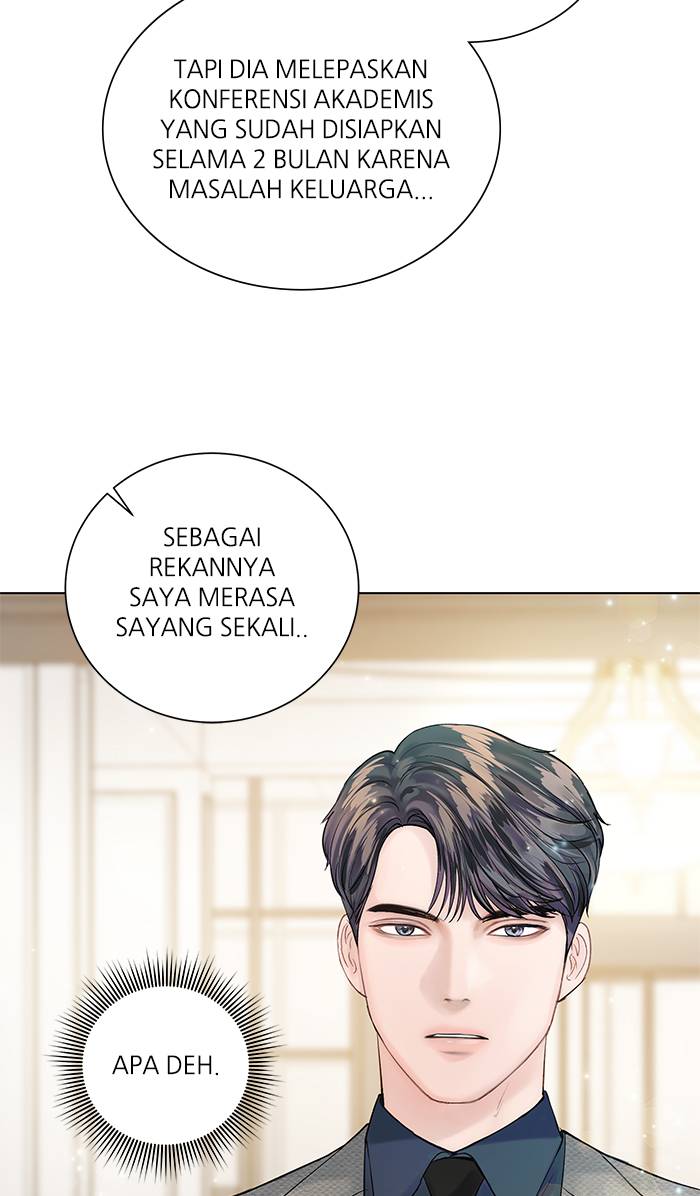 TAPI DIA MELEPASKAN
KONFERENSI AKADEMIS
YANG SUDAH DISIAPKAN
SELAMA 2 BULAN KARENA
MASALAH KELUARGA...
SEBAGAI
REKANNYA
SAYA MERASA
SAYANG SEKALI..
APA DEH.